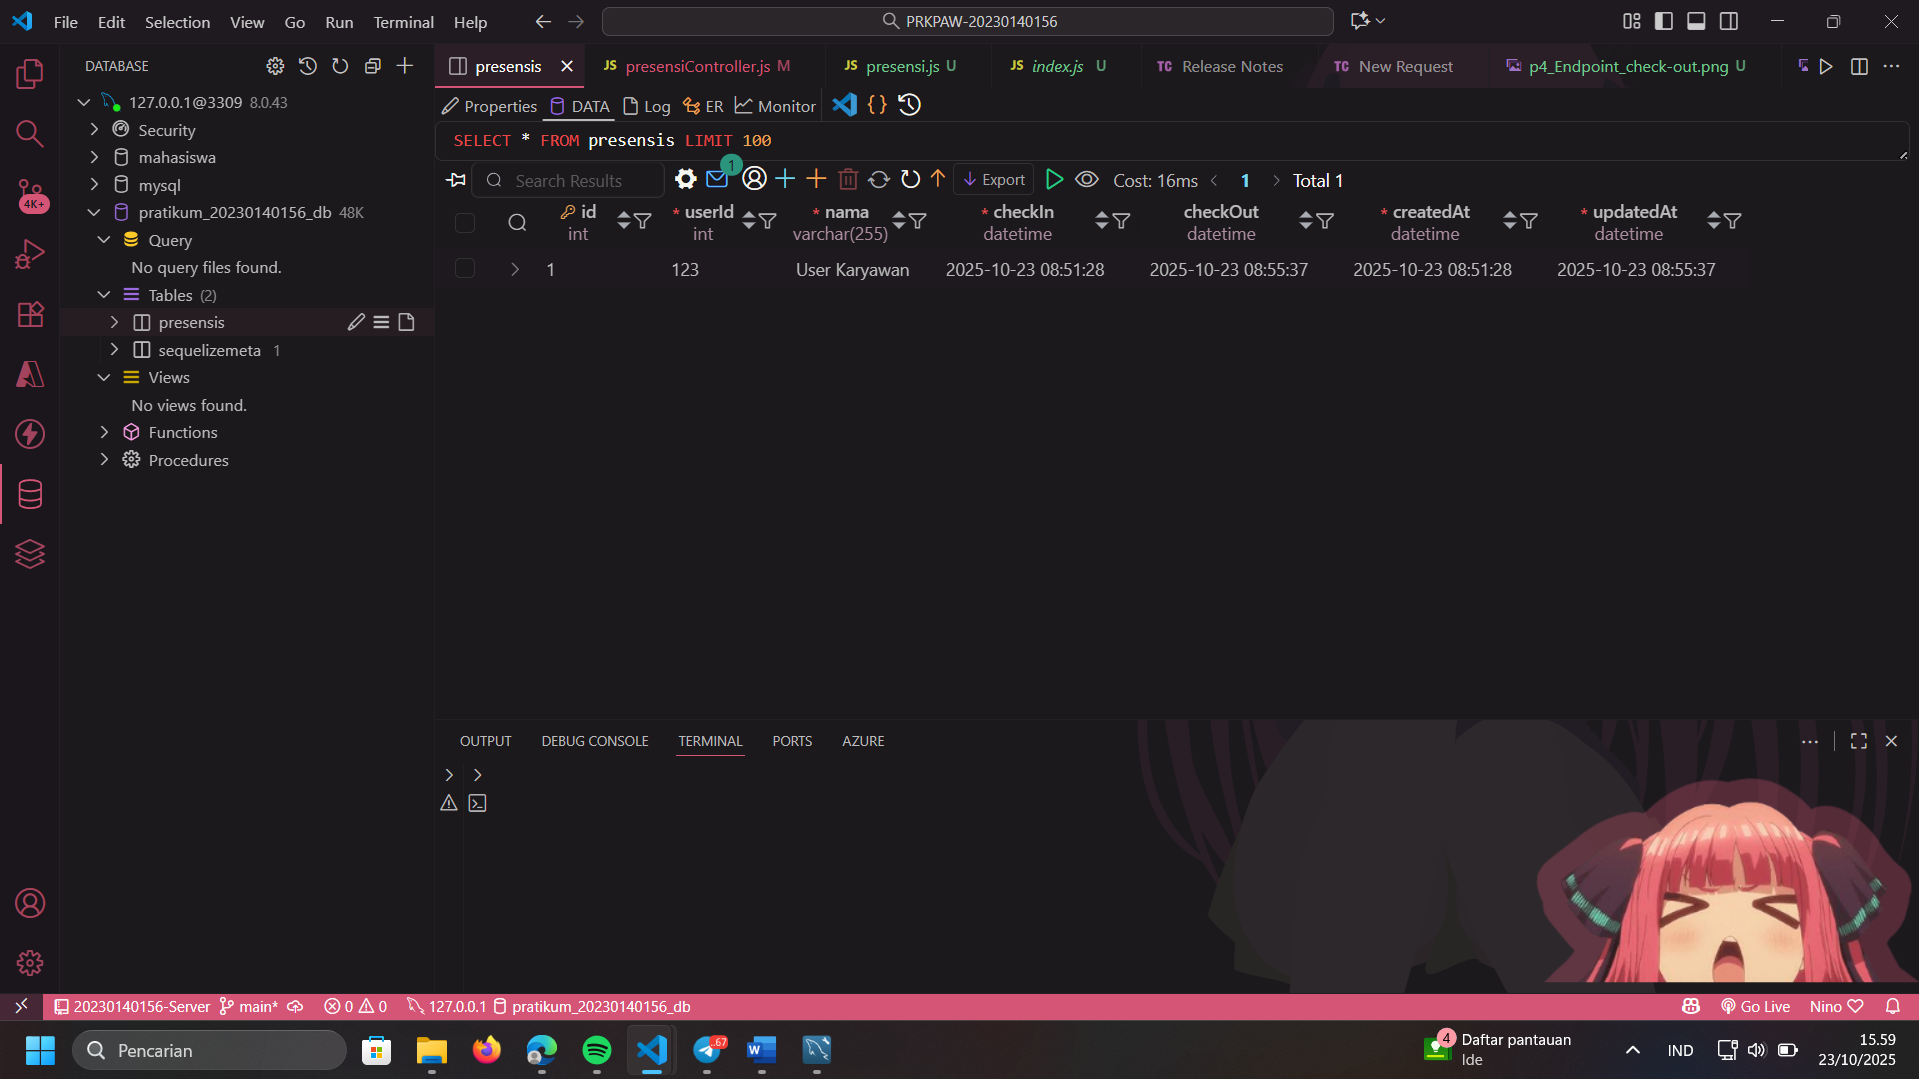 File Edit Selection View Go Run Terminal Help
PRKPAW-20230140156
DATABASE
127.0.0.1@3309 8.0.43
Security
mahasiswa
mysql
pratikum_20230140156_db 48K
Query
No query files found.
Tables (2)
presensis
sequelizemeta 1
Views
No views found.
Functions
Procedures
4K+
presensis
JS presensiController.js M
JS presensi.js U
JS index.js U
TC Release Notes
TC New Request
p4_Endpoint_check-out.png U
Properties DATA Log ER Monitor
SELECT * FROM presensis LIMIT 100
Search Results 1 Export Cost: 16ms 1 Total 1
id * userId * nama * checkIn checkOut * createdAt * updatedAt
int int varchar(255) datetime datetime datetime datetime
1 123 User Karyawan 2025-10-23 08:51:28 2025-10-23 08:55:37 2025-10-23 08:51:28 2025-10-23 08:55:37
OUTPUT DEBUG CONSOLE TERMINAL PORTS AZURE
20230140156-Server main* 0 0 127.0.0.1 pratikum_20230140156_db Go Live Nino
Pencarian
.67
4
Daftar pantauan
Ide
IND
15.59
23/10/2025